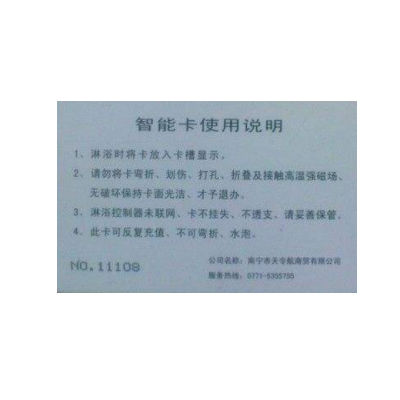 智能卡使用说明
1、淋浴时将卡放入卡槽显示。
2、请勿将卡弯折、划伤、打孔、折叠及接触高温强磁场、
无破坏保持卡面光洁、才予退办。
3、淋浴控制器未联网、卡不挂失、不透支、请妥善保管。
4、此卡可反复充值、不可弯折、水泡。
NO.11108
公司名称：南宁市天令航商贸有限公司
服务热线：0771-5355755